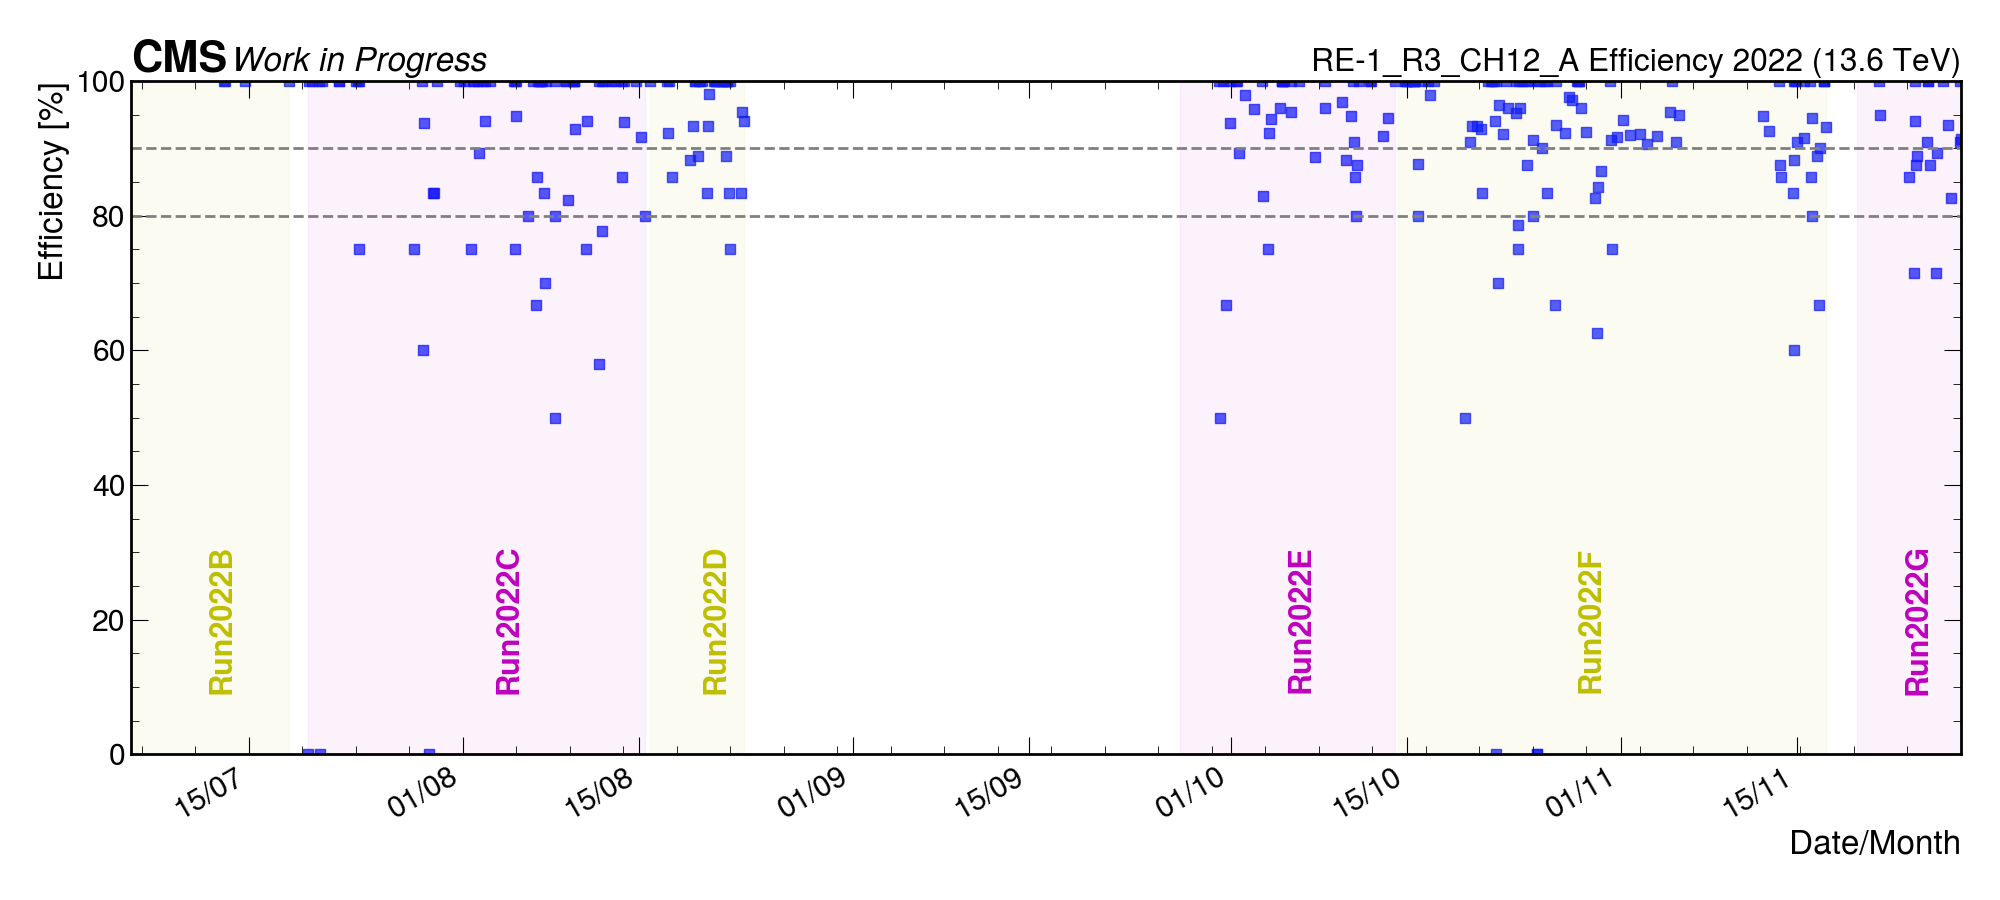 CMS Work in Progress
RE-1_R3_CH12_A Efficiency 2022 (13.6 TeV)
Efficiency [%]
100
80
60
40
20
0
Run2022B
Run2022C
Run2022D
Run2022E
Run2022F
Run2022G
15/07
01/08
15/08
01/09
15/09
01/10
15/10
01/11
15/11
Date/Month